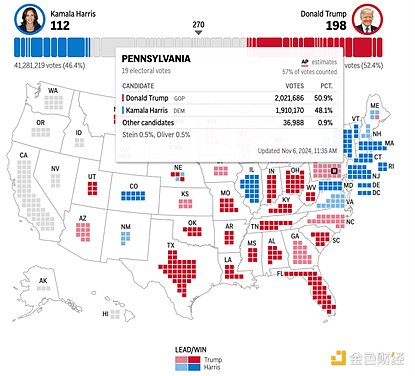 Kamala Harris
112
270
Donald Trump
198
41,281,219 votes (46.4%)
(52.4%)
PENNSYLVANIA
19 electoral votes
AP estimates
57% of votes counted
CANDIDATE VOTES PCT.
Donald Trump GOP 2,021,686 50.9%
Kamala Harris DEM 1,910,170 48.1%
Other candidates 36,988 0.9%
Stein 0.5%, Oliver 0.5%
Updated Nov 6, 2024, 11:35 AM
WA
ME
OR
ID
VT
NH
MA
CT
RI
NE
NJ
NV
UT
CO
IL
IN
OH
MD
DE
DC
CA
MO
KY
WV
VA
AZ
NM
OK
AR
TN
NC
SC
MS
AL
GA
TX
LA
FL
AK
HI
LEAD/WIN
Trump
Harris
金色财经